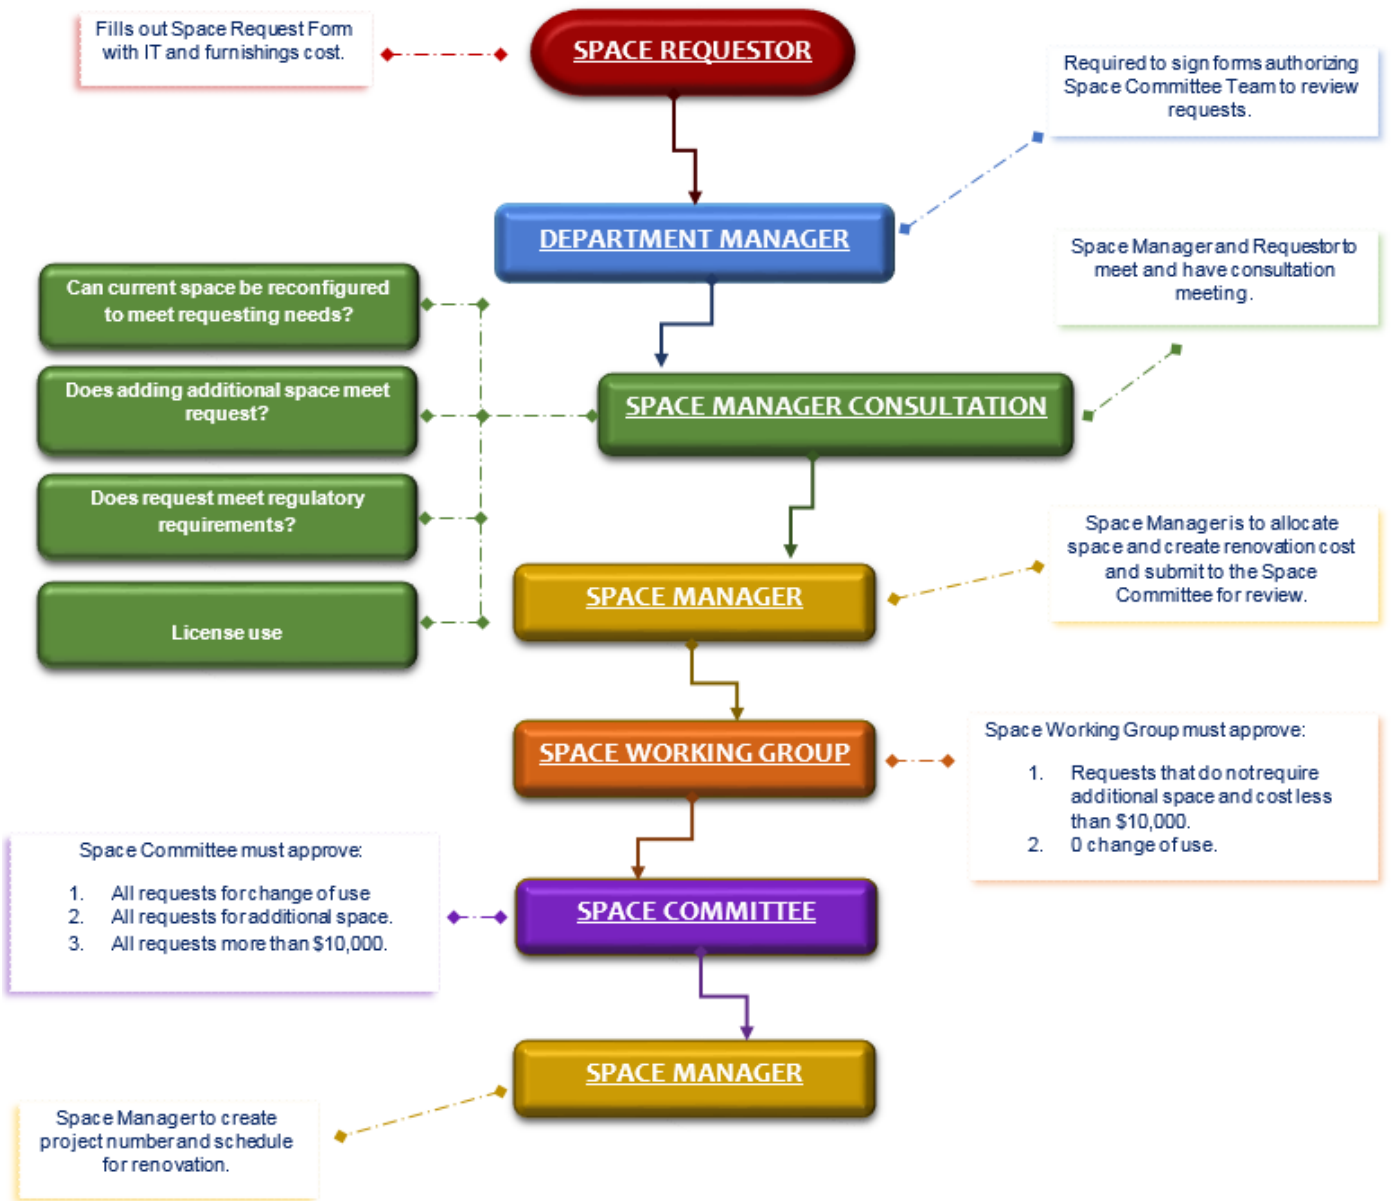 Fills out Space Request Form
with IT and furnishings cost.
SPACE REQUESTOR
Required to sign forms authorizing
Space Committee Team to review
requests.
DEPARTMENT MANAGER
Space Manager and Requestor to
meet and have consultation
meeting.
Can current space be reconfigured
to meet requesting needs?
Does adding additional space meet
request?
Does request meet regulatory
requirements?
License use
SPACE MANAGER CONSULTATION
Space Manager is to allocate
space and create renovation cost
and submit to the Space
Committee for review.
SPACE MANAGER
SPACE WORKING GROUP
Space Working Group must approve:
1. Requests that do not require
additional space and cost less
than $10,000.
2. 0 change of use.
Space Committee must approve:
1. All requests for change of use
2. All requests for additional space.
3. All requests more than $10,000.
SPACE COMMITTEE
SPACE MANAGER
Space Manager to create
project number and schedule
for renovation.